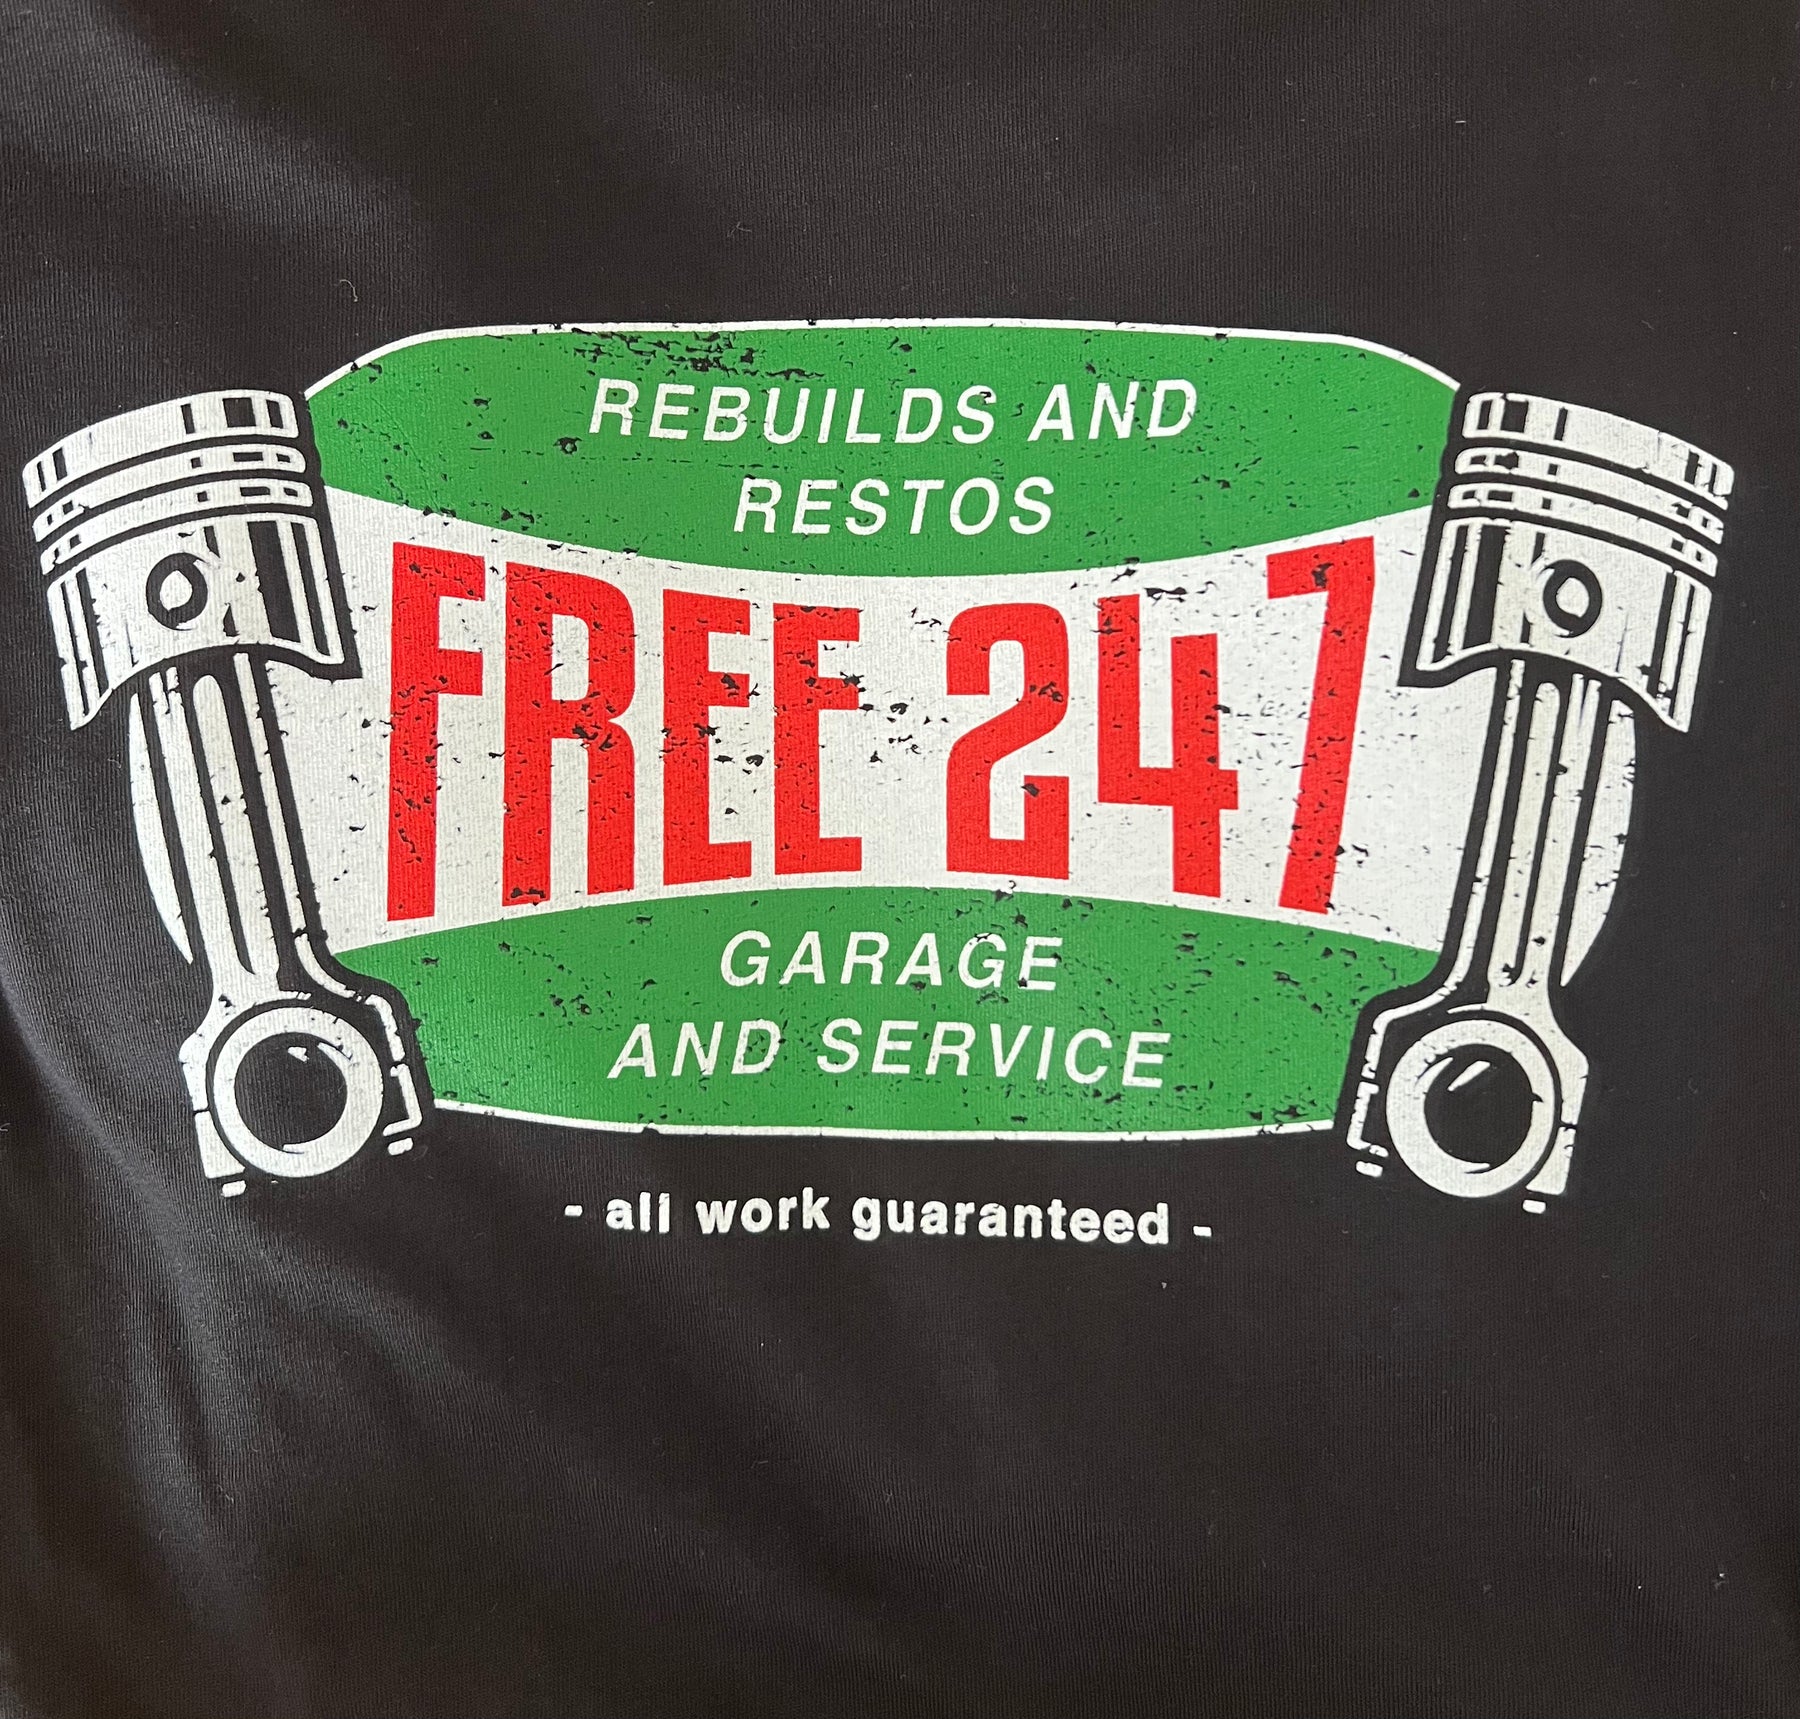 REBUILDS AND
RESTOS
FREE 247
GARAGE
AND SERVICE
- all work guaranteed -